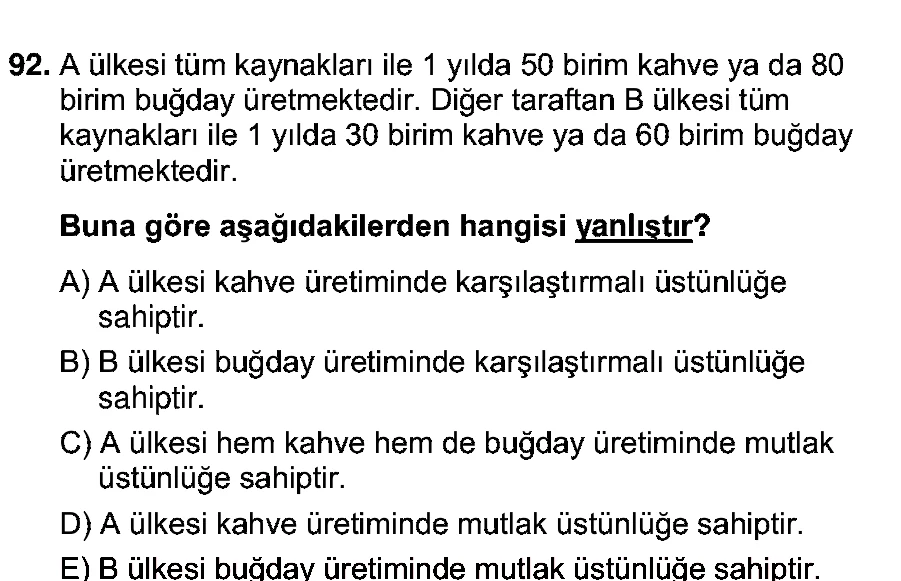 92. A ülkesi tüm kaynakları ile 1 yılda 50 birim kahve ya da 80
birim buğday üretmektedir. Diğer taraftan B ülkesi tüm
kaynakları ile 1 yılda 30 birim kahve ya da 60 birim buğday
üretmektedir.
Buna göre aşağıdakilerden hangisi yanlıştır?
A) A ülkesi kahve üretiminde karşılaştırmalı üstünlüğe
sahiptir.
B) B ülkesi buğday üretiminde karşılaştırmalı üstünlüğe
sahiptir.
C) A ülkesi hem kahve hem de buğday üretiminde mutlak
üstünlüğe sahiptir.
D) A ülkesi kahve üretiminde mutlak üstünlüğe sahiptir.
E) B ülkesi buğday üretiminde mutlak üstünlüğe sahiptir.